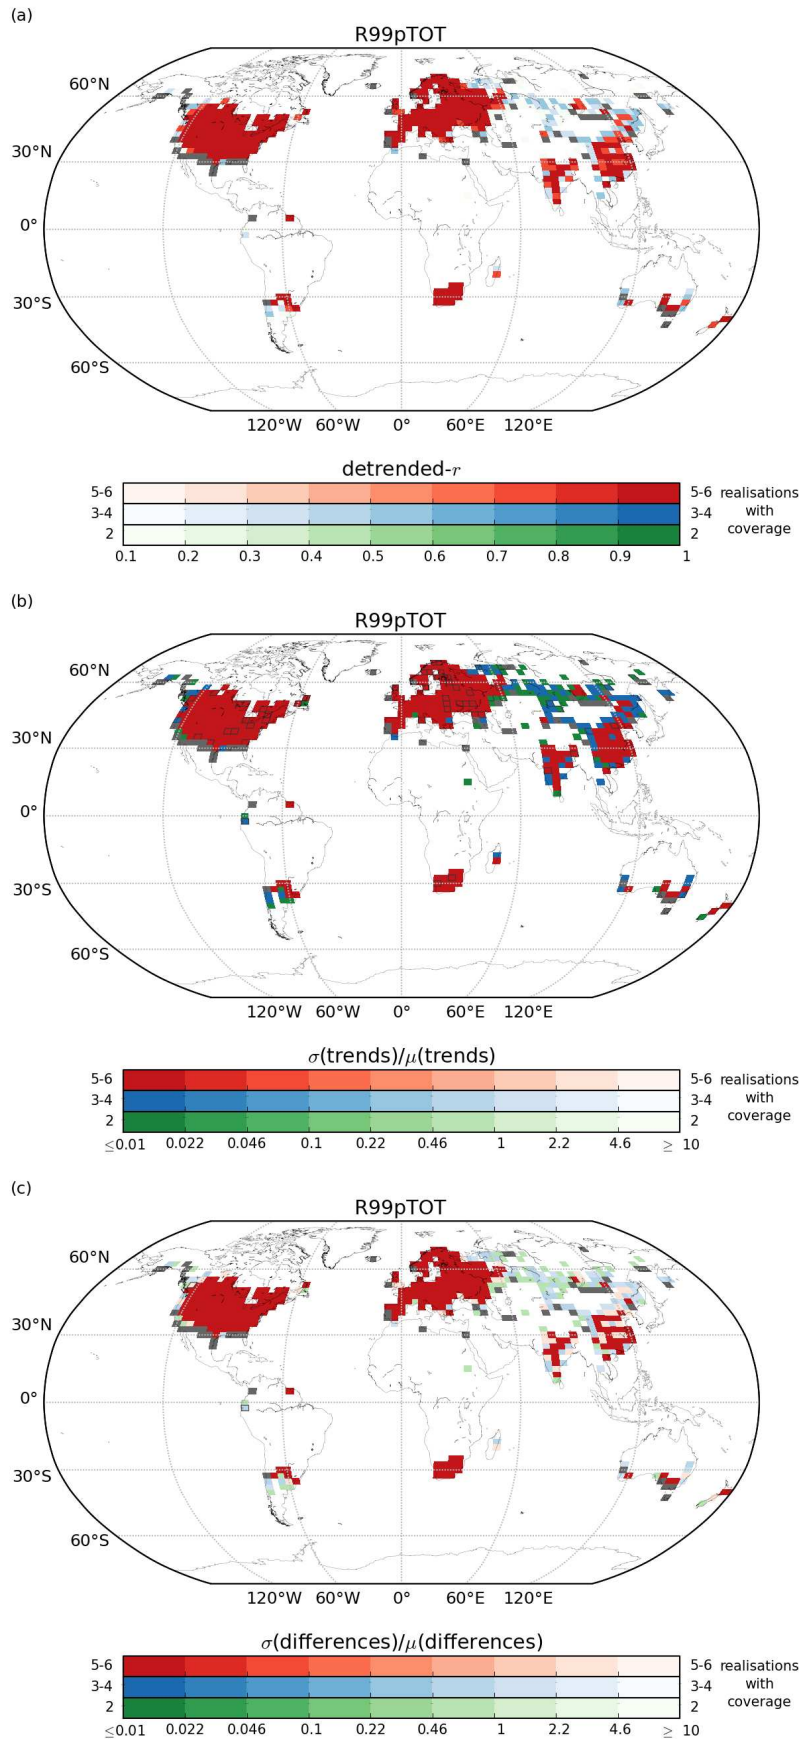 (a)
R99pTOT
60°N
30°N
0°
30°S
60°S
120°W 60°W 0° 60°E 120°E
detrended-r
5-6 5-6 realisations
3-4 3-4 with
2 2 coverage
0.1 0.2 0.3 0.4 0.5 0.6 0.7 0.8 0.9 1
(b)
R99pTOT
60°N
30°N
0°
30°S
60°S
120°W 60°W 0° 60°E 120°E
σ(trends)/μ(trends)
5-6 5-6 realisations
3-4 3-4 with
2 2 coverage
≤0.01 0.022 0.046 0.1 0.22 0.46 1 2.2 4.6 ≥ 10
(c)
R99pTOT
60°N
30°N
0°
30°S
60°S
120°W 60°W 0° 60°E 120°E
σ(differences)/μ(differences)
5-6 5-6 realisations
3-4 3-4 with
2 2 coverage
≤0.01 0.022 0.046 0.1 0.22 0.46 1 2.2 4.6 ≥ 10